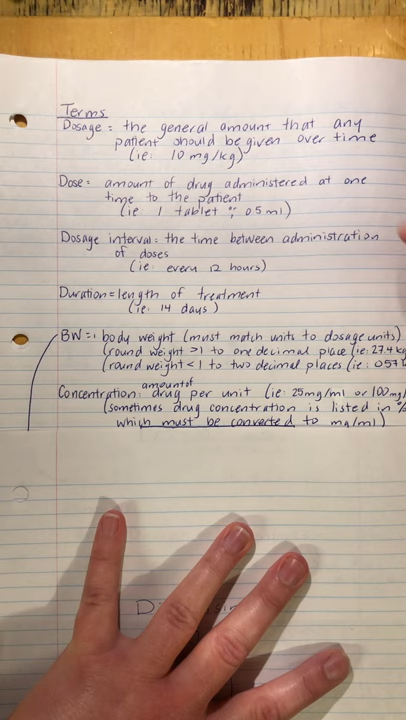 Terms
Dosage = the general amount that any
patient should be given over time
(ie: 10 mg/kg)
Dose = amount of drug administered at one
time to the patient
(ie 1 tablet or 0.5 ml)
Dosage interval = the time between administration
of doses
(ie: every 12 hours)
Duration = length of treatment
(ie: 14 days)
BW = body weight (must match units to dosage units)
(round weight >1 to one decimal place (ie: 27.4 kg
(round weight <1 to two decimal places (ie: 0.57
amount of
Concentration: drug per unit (ie: 25mg/ml or 100mg/
(sometimes drug concentration is listed in %
which must be converted to mg/ml)